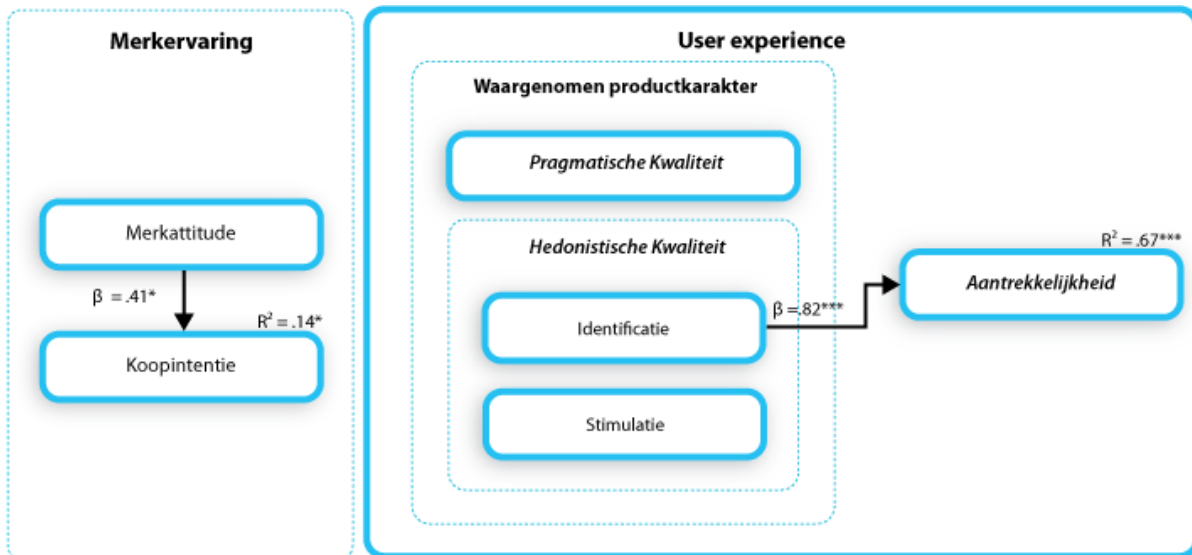 Merkervaring
Merkattitude
β = .41*
R² = .14*
Koopintentie
User experience
Waargenomen productkarakter
Pragmatische Kwaliteit
Hedonistische Kwaliteit
Identificatie
β =.82***
Stimulatie
R² = .67***
Aantrekkelijkheid